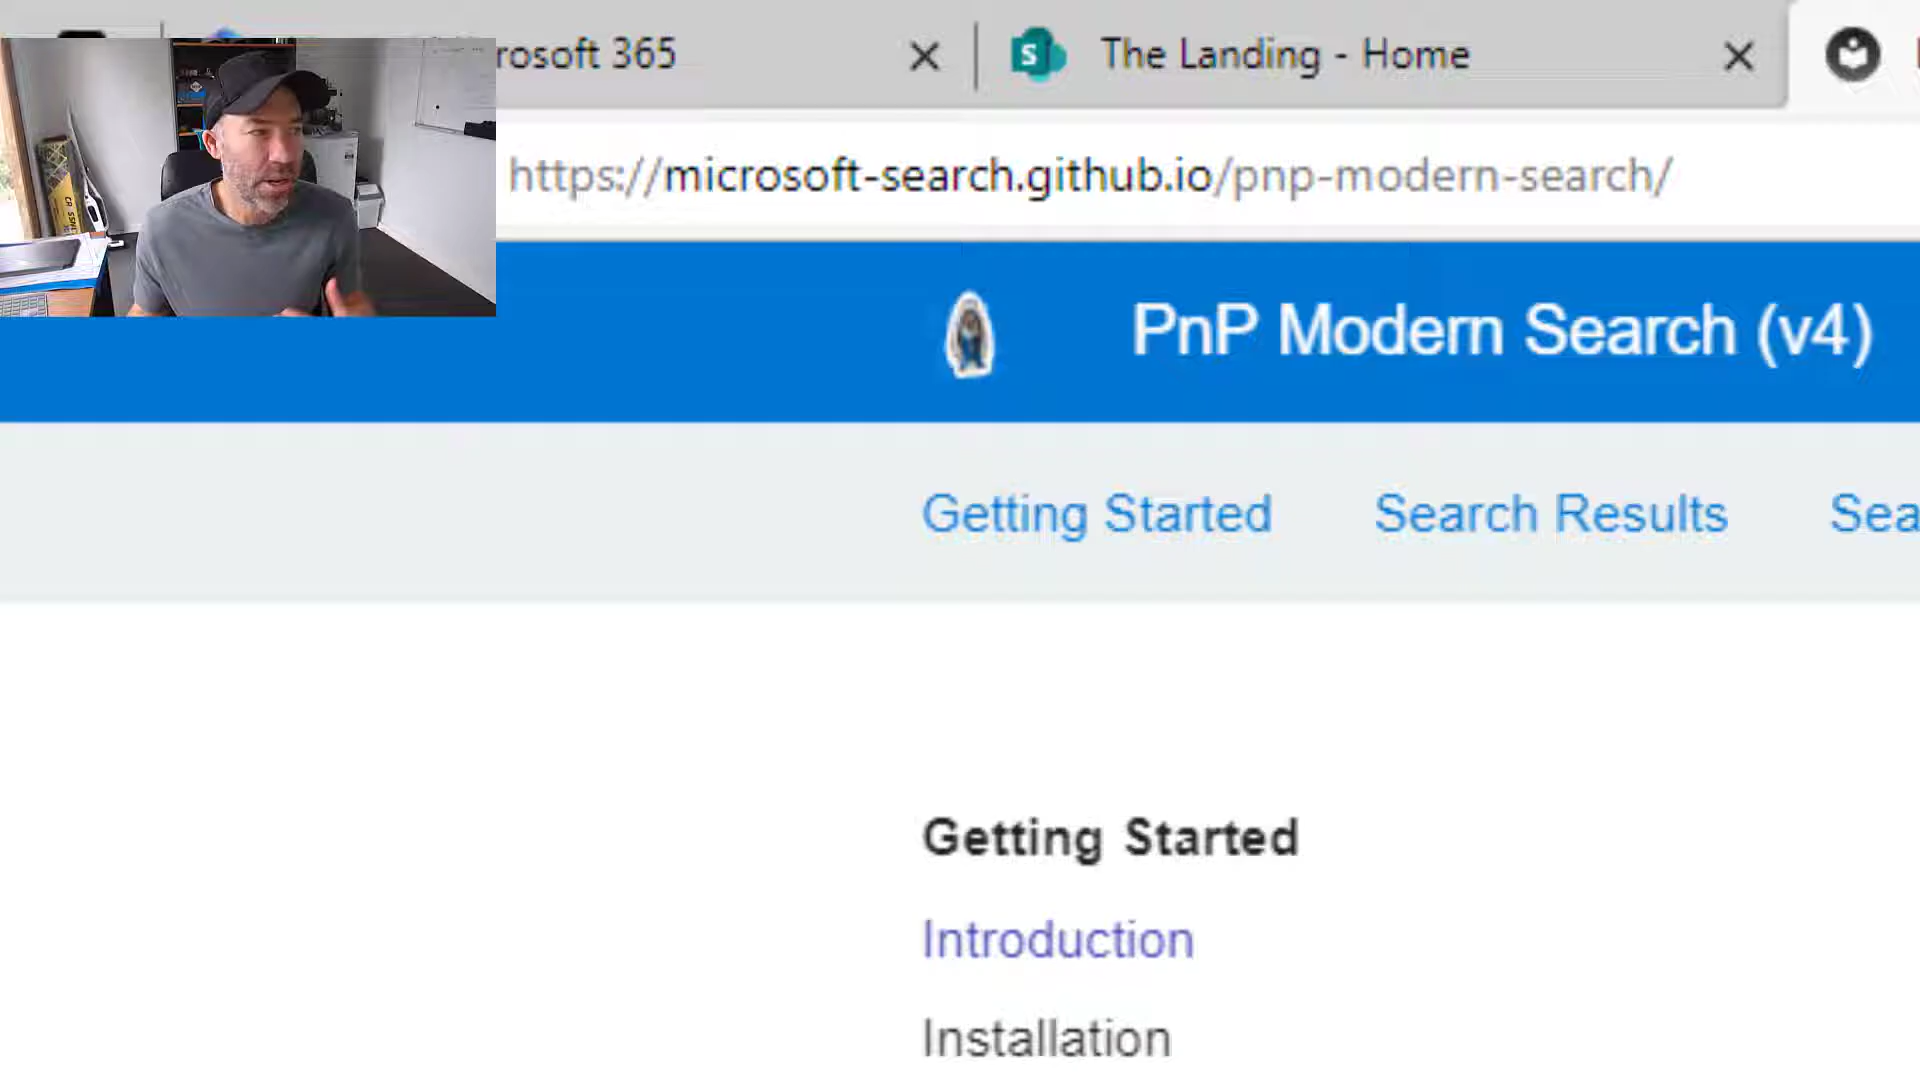 rosoft 365
The Landing - Home
https://microsoft-search.github.io/pnp-modern-search/
PnP Modern Search (v4)
Getting Started Search Results Sea
Getting Started
Introduction
Installation